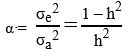 α = σe² / σa² = 1−h² / h²